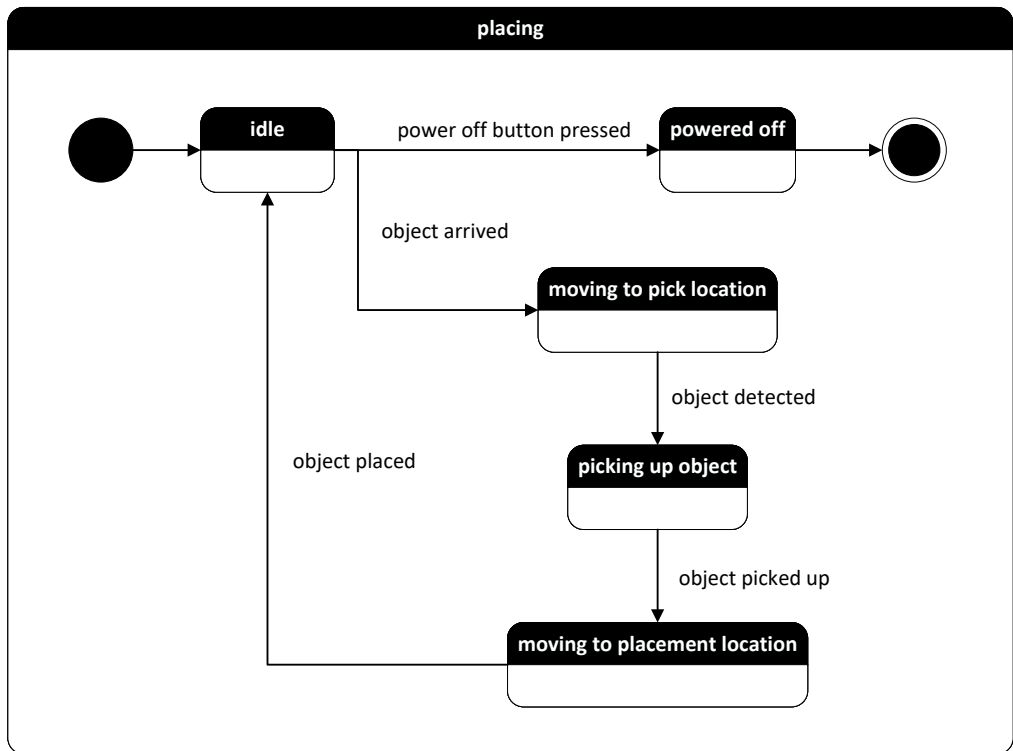 placing
idle
power off button pressed
powered off
object arrived
moving to pick location
object detected
object placed
picking up object
object picked up
moving to placement location